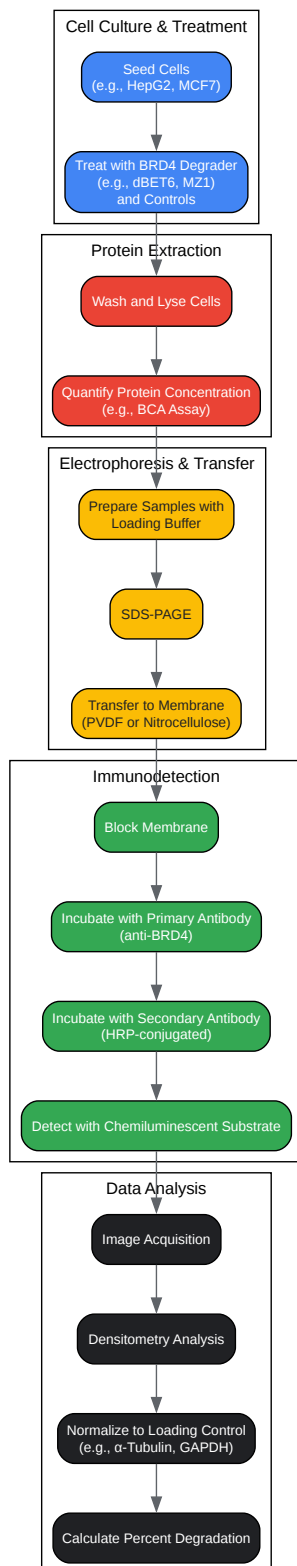 Cell Culture & Treatment
Seed Cells
(e.g., HepG2, MCF7)
Treat with BRD4 Degrader
(e.g., dBET6, MZ1)
and Controls
Protein Extraction
Wash and Lyse Cells
Quantify Protein Concentration
(e.g., BCA Assay)
Electrophoresis & Transfer
Prepare Samples with
Loading Buffer
SDS-PAGE
Transfer to Membrane
(PVDF or Nitrocellulose)
Immunodetection
Block Membrane
Incubate with Primary Antibody
(anti-BRD4)
Incubate with Secondary Antibody
(HRP-conjugated)
Detect with Chemiluminescent Substrate
Data Analysis
Image Acquisition
Densitometry Analysis
Normalize to Loading Control
(e.g., α-Tubulin, GAPDH)
Calculate Percent Degradation